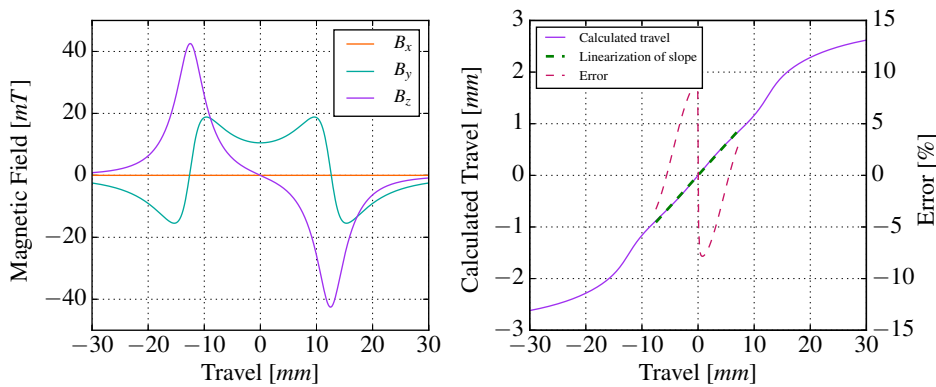 Magnetic Field [mT]
40
20
0
−20
−40
−30 −20 −10 0 10 20 30
Travel [mm]
Bx
By
Bz
Calculated Travel [mm]
3
2
1
0
−1
−2
−3
−30 −20 −10 0 10 20 30
Travel [mm]
Calculated travel
Linearization of slope
Error
15
10
5
0
−5
−10
−15
Error [%]